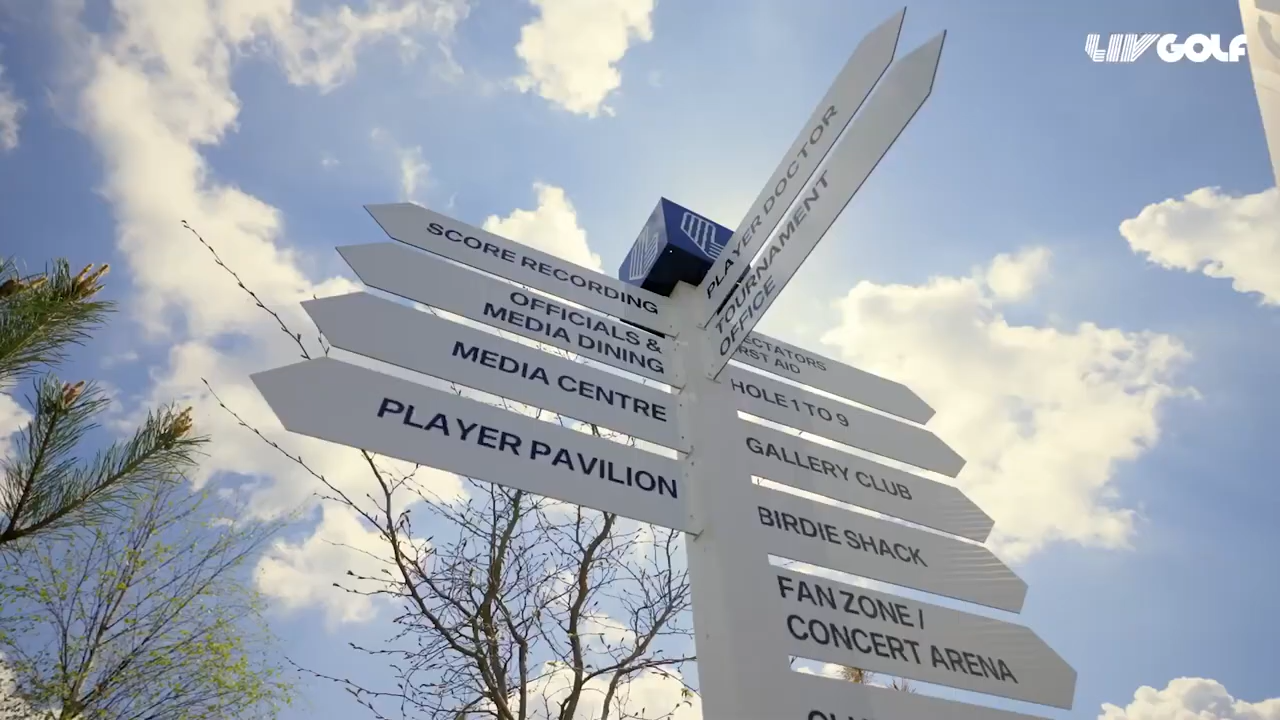 LIV GOLF
PLAYER DOCTOR
TOURNAMENT
OFFICE
SCORE RECORDING
OFFICIALS &
MEDIA DINING
MEDIA CENTRE
PLAYER PAVILION
HOLE 1 TO 9
GALLERY CLUB
BIRDIE SHACK
FAN ZONE /
CONCERT ARENA